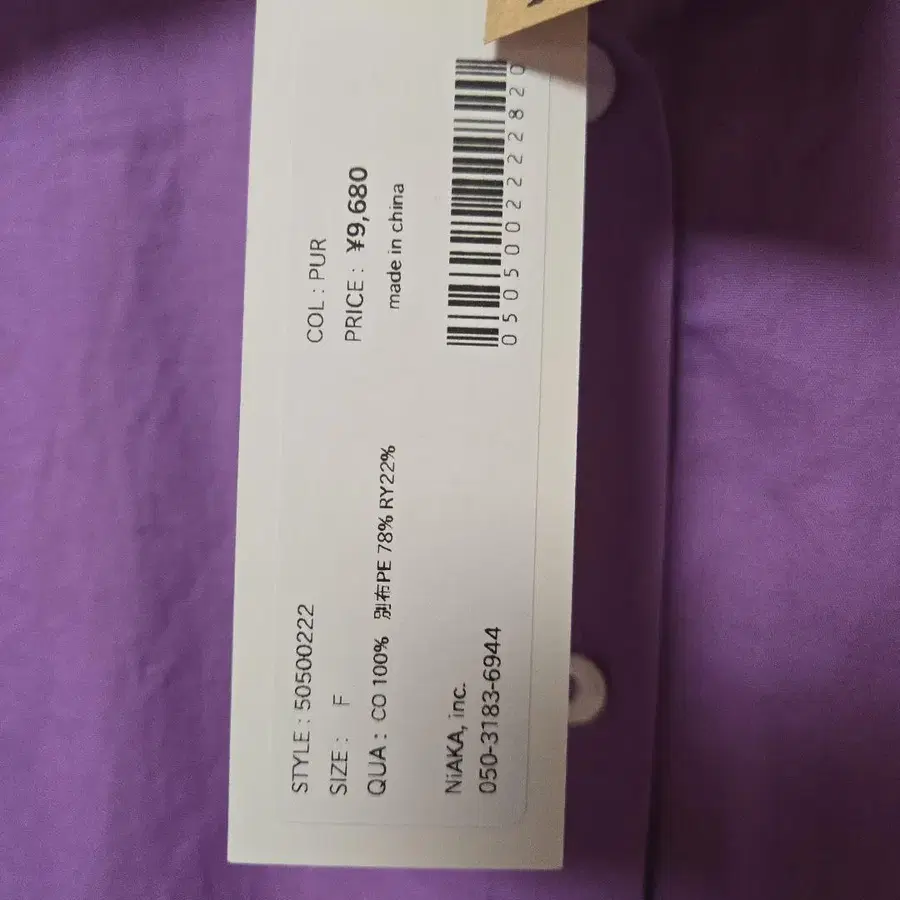 STYLE : 50500222
COL : PUR
SIZE : F
PRICE : ¥9,680
QUA : CO 100% 別布PE 78% RY22%
made in china
NiAKA, inc.
050-3183-6944
0505002222820